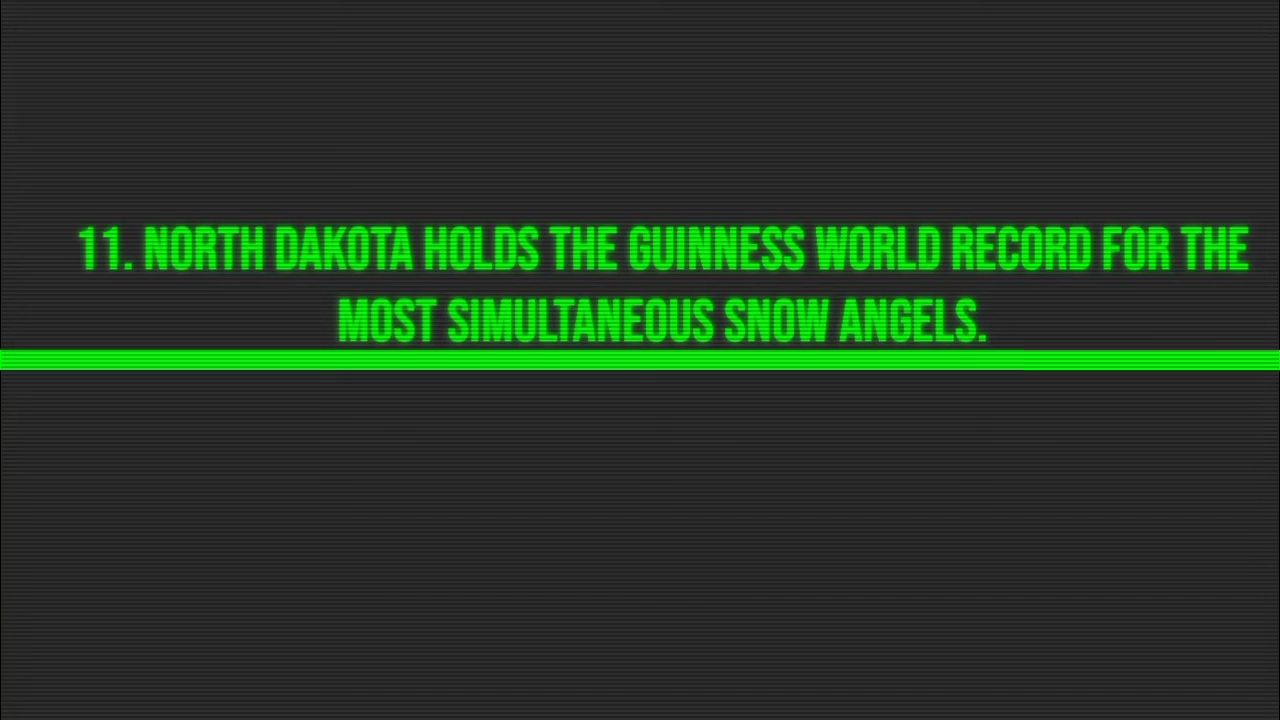 11. NORTH DAKOTA HOLDS THE GUINNESS WORLD RECORD FOR THE
MOST SIMULTANEOUS SNOW ANGELS.